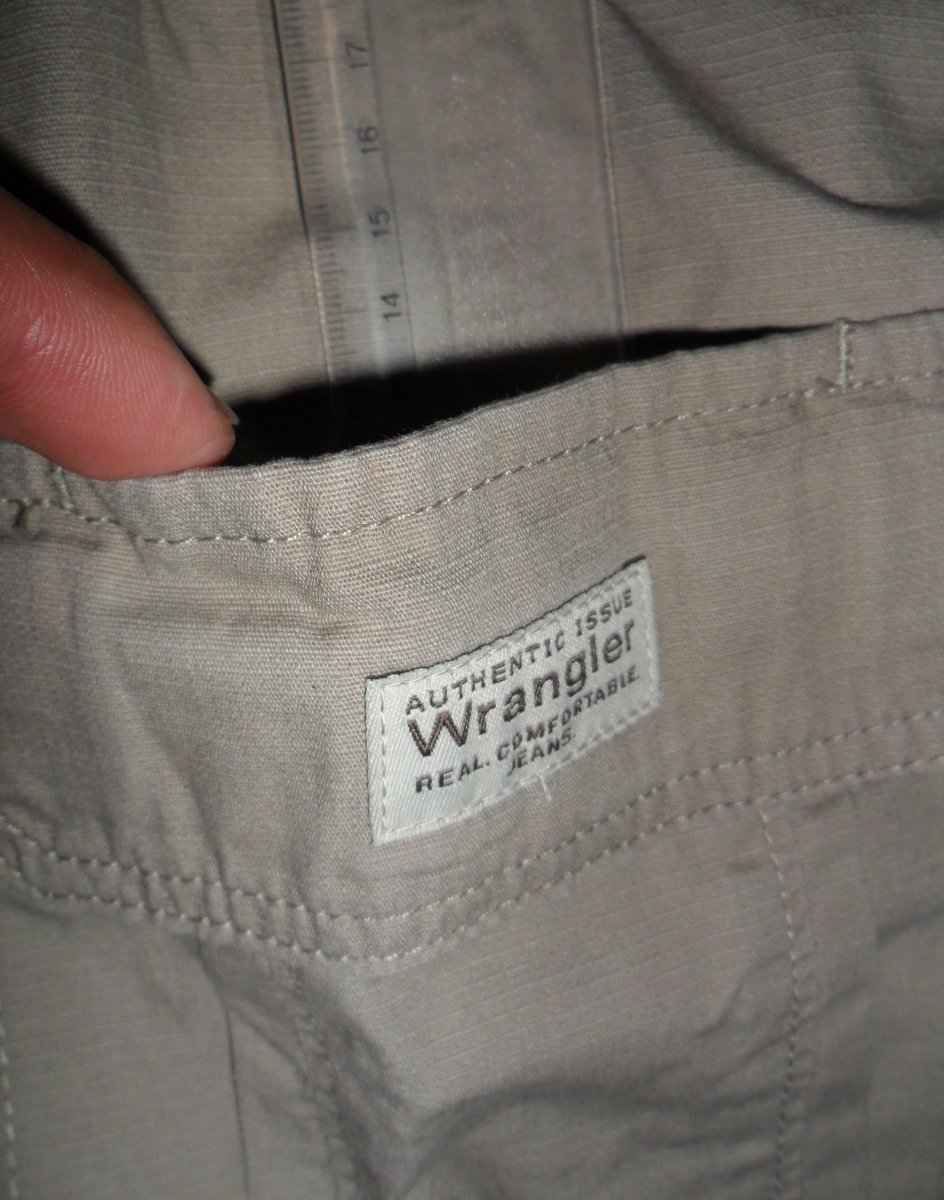 17
16
15
14
AUTHENTIC ISSUE
Wrangler
REAL. COMFORTABLE.
JEANS.